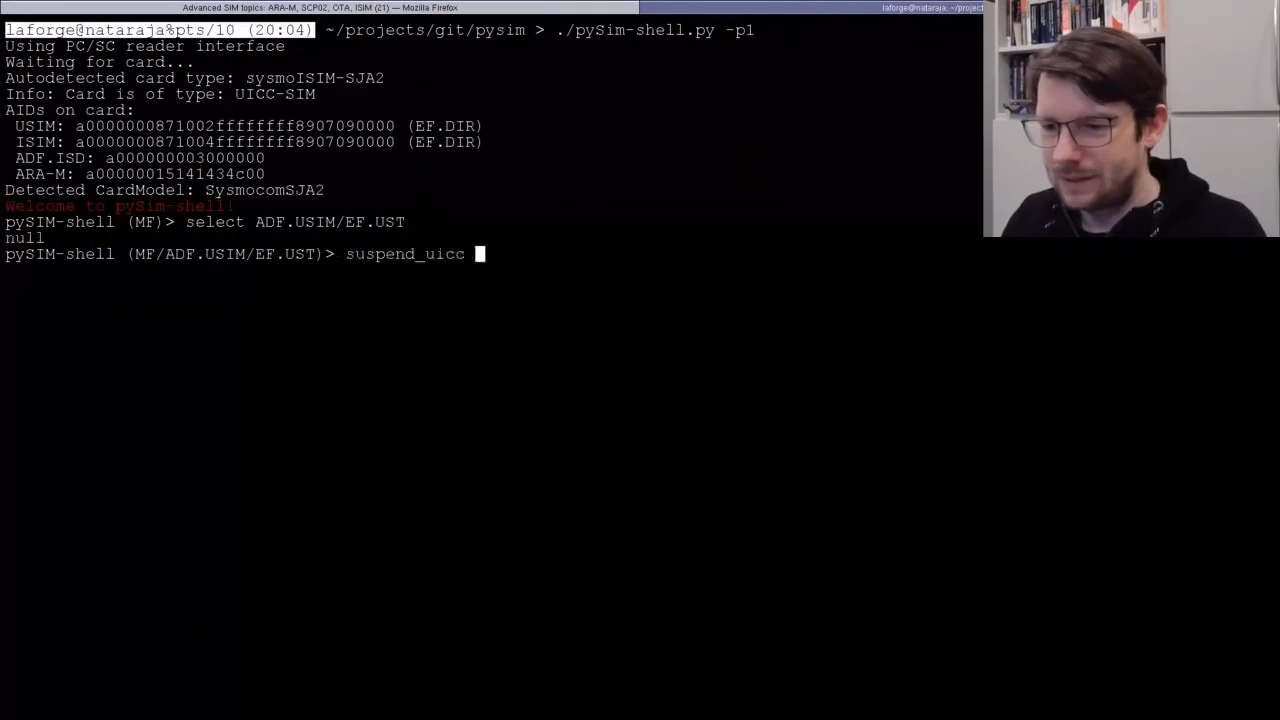 Advanced SIM topics: ARA-M, SCP02, OTA, ISIM (21) — Mozilla Firefox
laforge@nataraja, ~/project
laforge@nataraja%pts/10 (20:04) ~/projects/git/pysim > ./pySim-shell.py -p1
Using PC/SC reader interface
Waiting for card...
Autodetected card type: sysmoISIM-SJA2
Info: Card is of type: UICC-SIM
AIDs on card:
USIM: a0000000871002ffffffff8907090000 (EF.DIR)
ISIM: a0000000871004ffffffff8907090000 (EF.DIR)
ADF.ISD: a000000003000000
ARA-M: a00000015141434c00
Detected CardModel: SysmocomSJA2
Welcome to pySim-shell!
pySIM-shell (MF)> select ADF.USIM/EF.UST
null
pySIM-shell (MF/ADF.USIM/EF.UST)> suspend_uicc